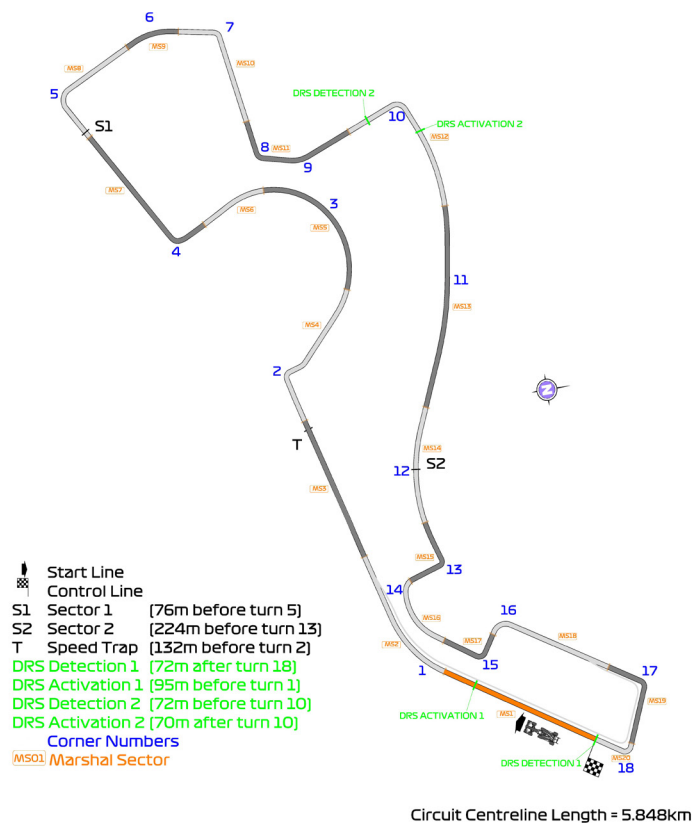 6
7
MS9
MS8
MS10
5
DRS DETECTION 2
S1
10
DRS ACTIVATION 2
MS12
8
MS11
9
MS7
MS6
3
MS5
4
11
MS13
MS4
2
N
T
MS14
12
S2
MS3
MS15
13
14
16
MS16
MS17
MS18
MS2
15
17
1
MS19
DRS ACTIVATION 1
MS1
MS20
DRS DETECTION 1
18
Start Line
Control Line
S1 Sector 1 (76m before turn 5)
S2 Sector 2 (224m before turn 13)
T Speed Trap (132m before turn 2)
DRS Detection 1 (72m after turn 18)
DRS Activation 1 (95m before turn 1)
DRS Detection 2 (72m before turn 10)
DRS Activation 2 (70m after turn 10)
Corner Numbers
MS01 Marshal Sector
Circuit Centreline Length = 5.848km